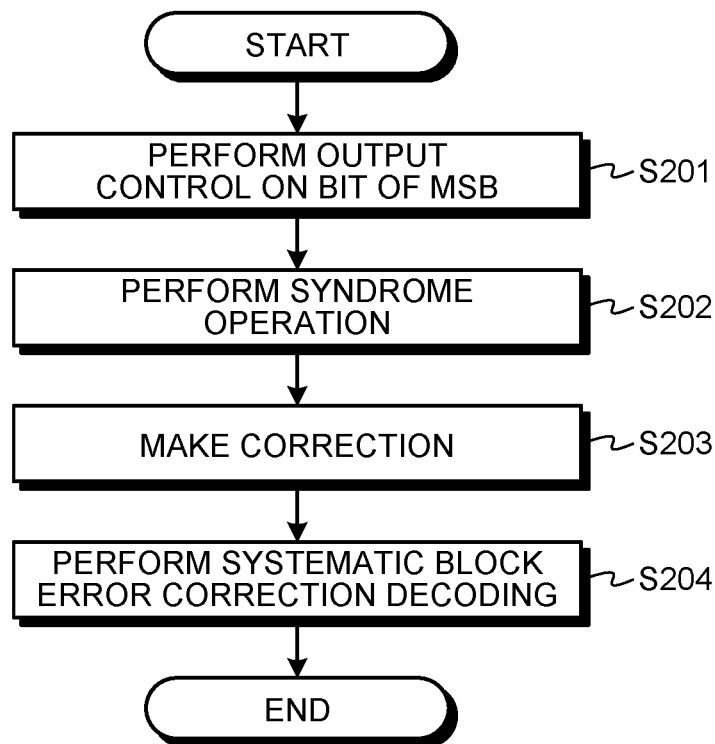 START
PERFORM OUTPUT
CONTROL ON BIT OF MSB
S201
PERFORM SYNDROME
OPERATION
S202
MAKE CORRECTION
S203
PERFORM SYSTEMATIC BLOCK
ERROR CORRECTION DECODING
S204
END